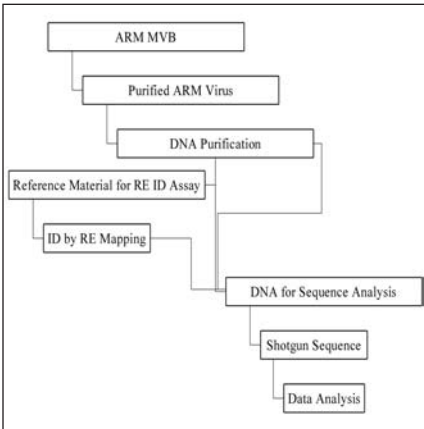 ARM MVB
Purified ARM Virus
DNA Purification
Reference Material for RE ID Assay
ID by RE Mapping
DNA for Sequence Analysis
Shotgun Sequence
Data Analysis